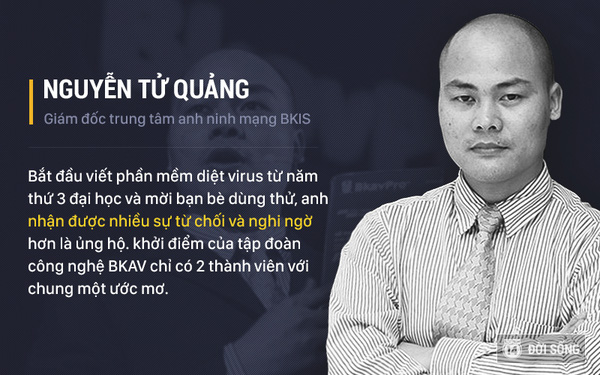 NGUYỄN TỬ QUẢNG
Giám đốc trung tâm anh ninh mạng BKIS
Bắt đầu viết phần mềm diệt virus từ năm
thứ 3 đại học và mời bạn bè dùng thử, anh
nhận được nhiều sự từ chối và nghi ngờ
hơn là ủng hộ. khởi điểm của tập đoàn
công nghệ BKAV chỉ có 2 thành viên với
chung một ước mơ.
BkavPro
ĐỜI SỐNG